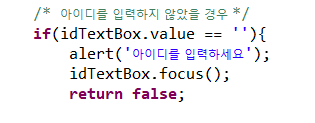 /* 아이디를 입력하지 않았을 경우 */
if(idTextBox.value == ''){
alert('아이디를 입력하세요');
idTextBox.focus();
return false;